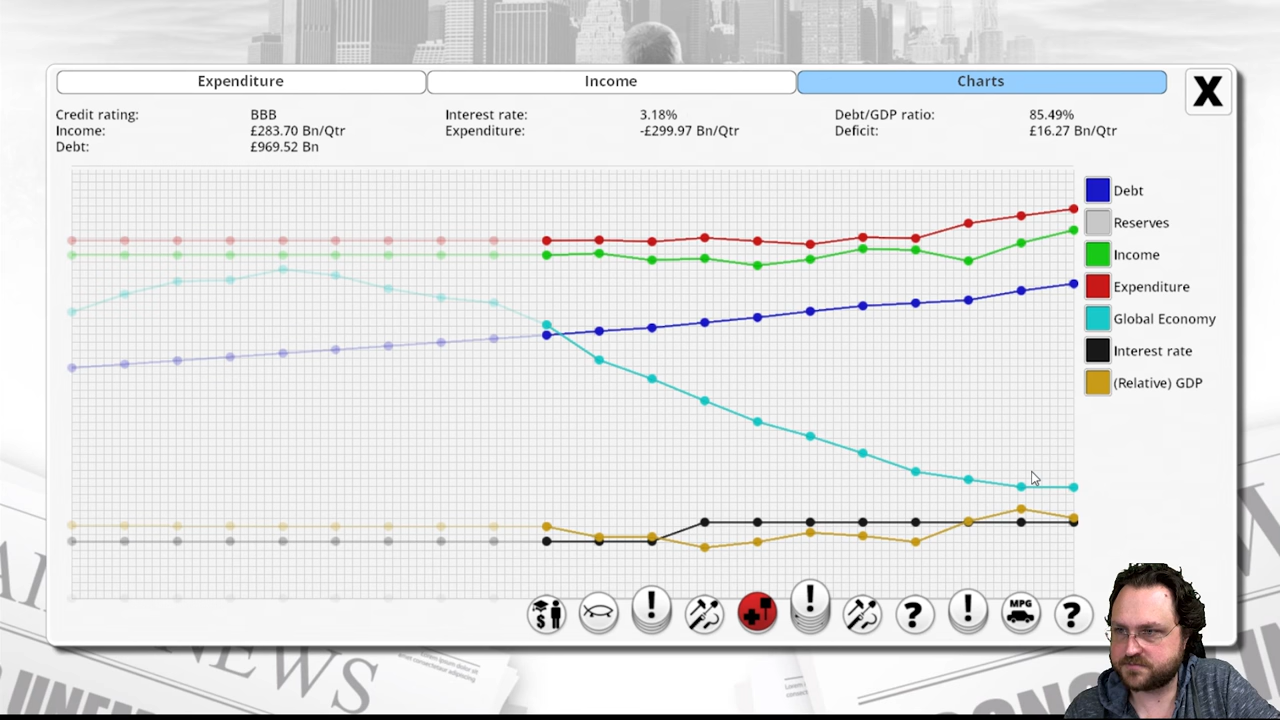 Expenditure
Income
Charts
X
Credit rating: BBB
Interest rate: 3.18%
Debt/GDP ratio: 85.49%
Income: £283.70 Bn/Qtr
Expenditure: -£299.97 Bn/Qtr
Deficit: £16.27 Bn/Qtr
Debt: £969.52 Bn
Debt
Reserves
Income
Expenditure
Global Economy
Interest rate
(Relative) GDP
$
!
!
?
!
MPG
?
NEWS